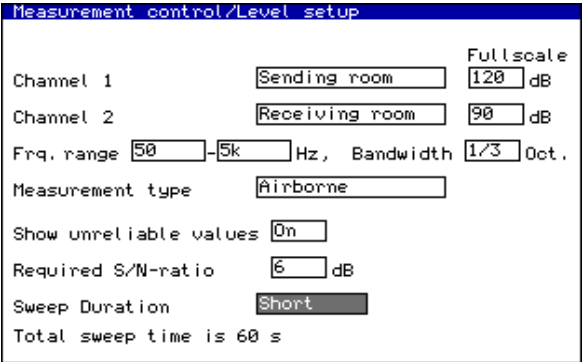 Measurement control/Level setup
Fullscale
Channel 1 Sending room 120 dB
Channel 2 Receiving room 90 dB
Frq. range 50 -5k Hz, Bandwidth 1/3 Oct.
Measurement type Airborne
Show unreliable values On
Required S/N-ratio 6 dB
Sweep Duration Short
Total sweep time is 60 s